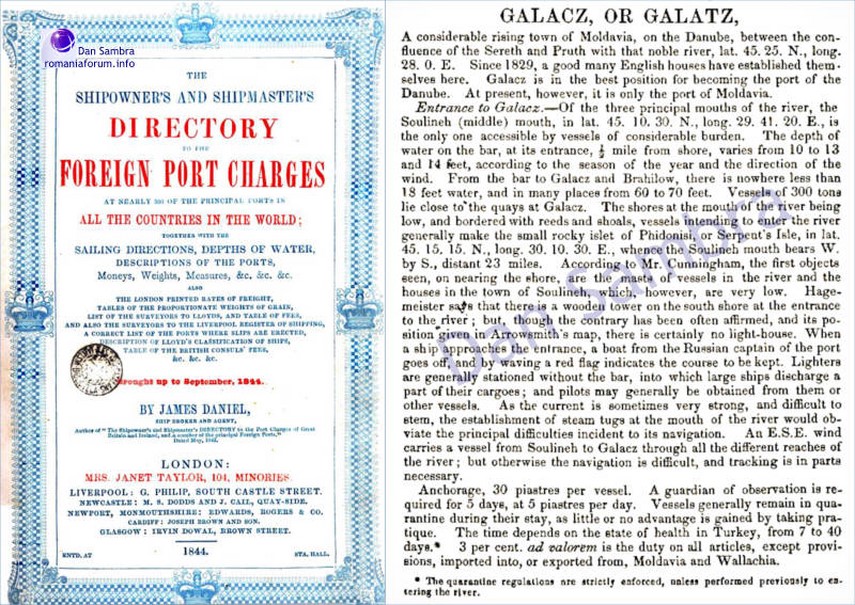 Dan Sambra
romaniaforum.info
THE
SHIPOWNER'S AND SHIPMASTER'S
DIRECTORY
TO THE
FOREIGN PORT CHARGES
AT NEARLY OF THE PRINCIPAL PORTS IN
ALL THE COUNTRIES IN THE WORLD;
TOGETHER WITH THE
SAILING DIRECTIONS, DEPTHS OF WATER,
DESCRIPTIONS OF THE PORTS,
Moneys, Weights, Measures, &c. &c. &c.
ALSO
THE LONDON PRINTED RATES OF FREIGHT,
TABLES OF THE PROPORTIONATE WEIGHTS OF GRAIN,
LIST OF THE SURVEYORS TO LLOYDS, AND TABLE OF FEES,
AND ALSO THE SURVEYORS TO THE LIVERPOOL REGISTER OF SHIPPING,
A CORRECT LIST OF THE PORTS WHERE SLIPS ARE ERECTED,
DESCRIPTION OF LLOYD'S CLASSIFICATION OF SHIPS,
TABLE OF THE BRITISH CONSULS' FEES,
&c. &c. &c.
rought up to September, 1844.
BY JAMES DANIEL,
SHIP BROKER AND AGENT,
Author of "The Shipowner's and Shipmaster's DIRECTORY to the Port Charges of Great
Britain and Ireland, and a number of the principal Foreign Ports,"
Dated May, 1842.
LONDON:
MRS. JANET TAYLOR, 104, MINORIES
LIVERPOOL: G. PHILIP, SOUTH CASTLE STREET.
NEWCASTLE: M. S. DODDS AND J. CAIL, QUAY-SIDE.
NEWPORT, MONMOUTHSHIRE: EDWARDS, ROGERS & CO.
CARDIFF: JOSEPH BROWN AND SON.
GLASGOW: IRVIN DOWAL, BROWN STREET.
1844.
ENTD. AT STA. HALL.
GALACZ, OR GALATZ,
A considerable rising town of Moldavia, on the Danube, between the con-
fluence of the Sereth and Pruth with that noble river, lat. 45. 25. N., long.
28. 0. E. Since 1829, a good many English houses have established them-
selves here. Galacz is in the best position for becoming the port of the
Danube. At present, however, it is only the port of Moldavia.
Entrance to Galacz.—Of the three principal mouths of the river, the
Soulineh (middle) mouth, in lat. 45. 10. 30. N., long. 29. 41. 20. E., is
the only one accessible by vessels of considerable burden. The depth of
water on the bar, at its entrance, ½ mile from shore, varies from 10 to 13
and 14 feet, according to the season of the year and the direction of the
wind. From the bar to Galacz and Brahilow, there is nowhere less than
18 feet water, and in many places from 60 to 70 feet. Vessels of 300 tons
lie close to the quays at Galacz. The shores at the mouth of the river being
low, and bordered with reeds and shoals, vessels intending to enter the river
generally make the small rocky islet of Phidonisi, or Serpent's Isle, in lat.
45. 15. 15. N., long. 30. 10. 30. E., whence the Soulineh mouth bears W.
by S., distant 23 miles. According to Mr. Cunningham, the first objects
seen, on nearing the shore, are the masts of vessels in the river and the
houses in the town of Soulineh, which, however, are very low. Hage-
meister says that there is a wooden tower on the south shore at the entrance
to the river; but, though the contrary has been often affirmed, and its po-
sition given in Arrowsmith's map, there is certainly no light-house. When
a ship approaches the entrance, a boat from the Russian captain of the port
goes off, and by waving a red flag indicates the course to be kept. Lighters
are generally stationed without the bar, into which large ships discharge a
part of their cargoes; and pilots may generally be obtained from them or
other vessels. As the current is sometimes very strong, and difficult to
stem, the establishment of steam tugs at the mouth of the river would ob-
viate the principal difficulties incident to its navigation. An E.S.E. wind
carries a vessel from Soulineh to Galacz through all the different reaches of
the river; but otherwise the navigation is difficult, and tracking is in parts
necessary.
Anchorage, 30 piastres per vessel. A guardian of observation is re-
quired for 5 days, at 5 piastres per day. Vessels generally remain in qua-
rantine during their stay, as little or no advantage is gained by taking pra-
tique. The time depends on the state of health in Turkey, from 7 to 40
days.* 3 per cent. ad valorem is the duty on all articles, except provi-
sions, imported into, or exported from, Moldavia and Wallachia.
* The quarantine regulations are strictly enforced, unless performed previously to en-
tering the river.
Dan Sambra